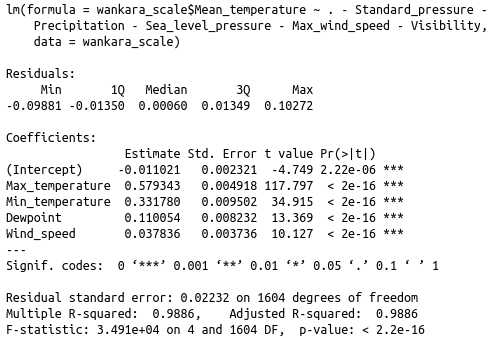 lm(formula = wankara_scale$Mean_temperature ~ . - Standard_pressure -
    Precipitation - Sea_level_pressure - Max_wind_speed - Visibility,
    data = wankara_scale)

Residuals:
     Min       1Q   Median       3Q      Max
-0.09881 -0.01350  0.00060  0.01349  0.10272

Coefficients:
                 Estimate Std. Error t value Pr(>|t|)
(Intercept)     -0.011021   0.002321  -4.749 2.22e-06 ***
Max_temperature  0.579343   0.004918 117.797  < 2e-16 ***
Min_temperature  0.331780   0.009502  34.915  < 2e-16 ***
Dewpoint         0.110054   0.008232  13.369  < 2e-16 ***
Wind_speed       0.037836   0.003736  10.127  < 2e-16 ***
---
Signif. codes:  0 ‘***’ 0.001 ‘**’ 0.01 ‘*’ 0.05 ‘.’ 0.1 ‘ ’ 1

Residual standard error: 0.02232 on 1604 degrees of freedom
Multiple R-squared:  0.9886,    Adjusted R-squared:  0.9886
F-statistic: 3.491e+04 on 4 and 1604 DF,  p-value: < 2.2e-16